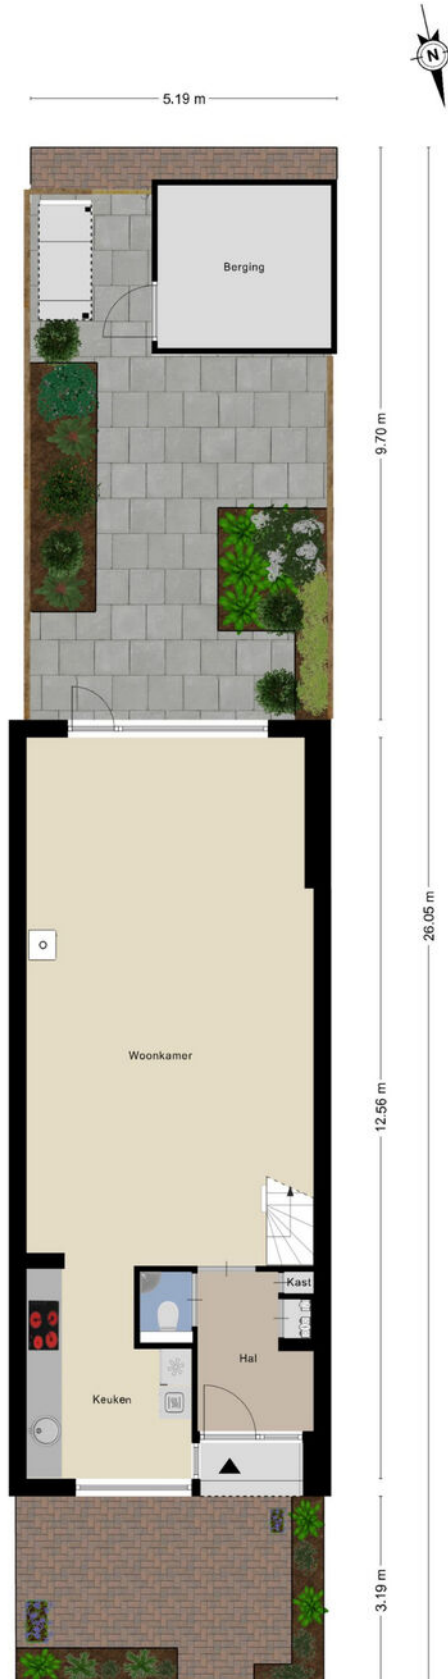 N
5.19 m
Berging
9.70 m
26.05 m
Woonkamer
12.56 m
Kast
Hal
Keuken
3.19 m